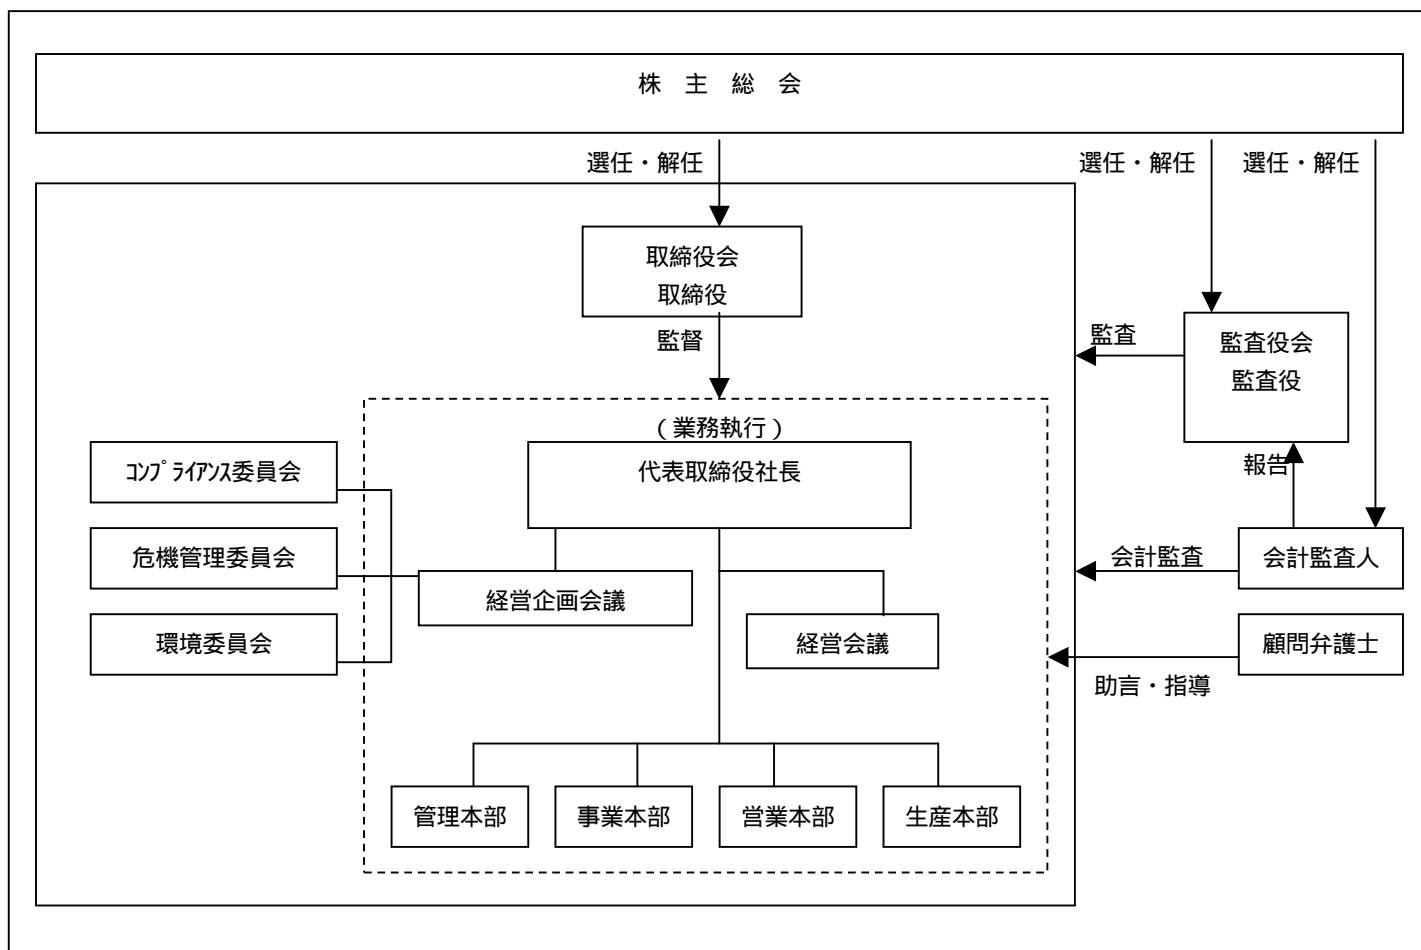 株 主 総 会
選任・解任
選任・解任
選任・解任
取締役会
取締役
監督
監査
監査役会
監査役
(業務執行)
代表取締役社長
報告
ｺﾝﾌﾟﾗｲｱﾝｽ委員会
危機管理委員会
環境委員会
経営企画会議
経営会議
会計監査
会計監査人
顧問弁護士
助言・指導
管理本部
事業本部
営業本部
生産本部